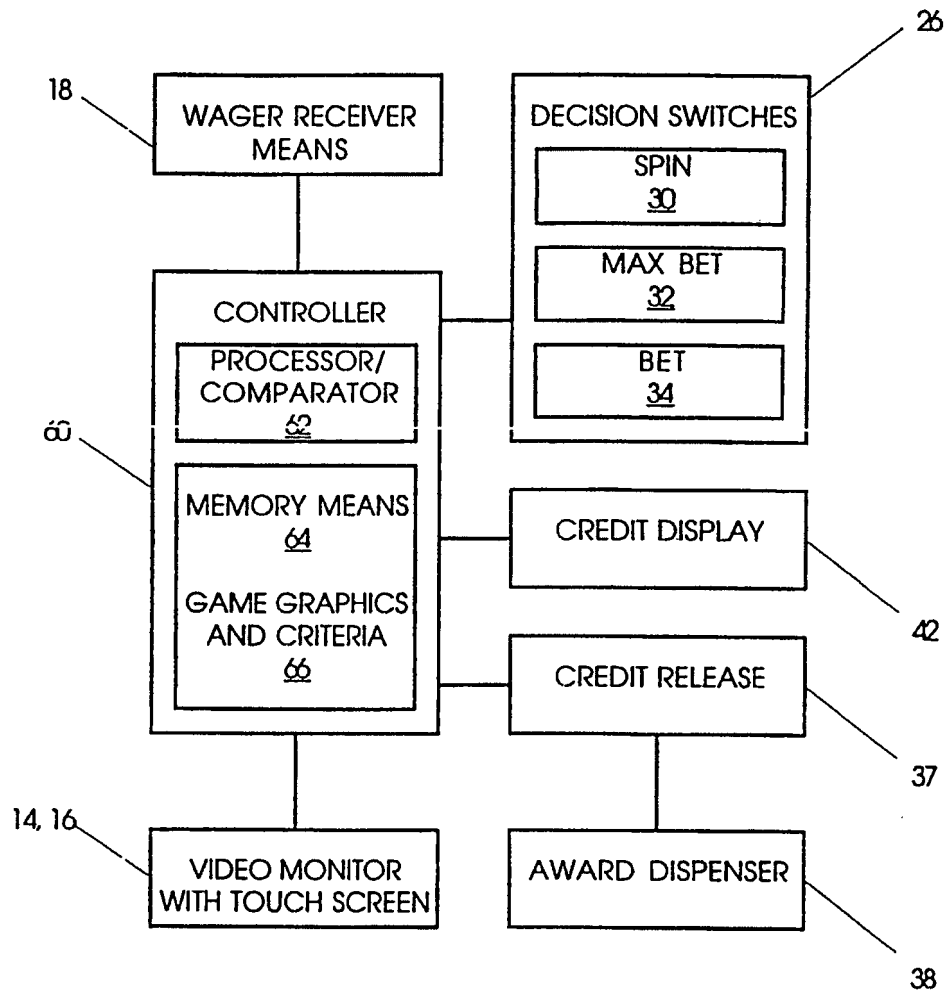 26
18
WAGER RECEIVER
MEANS
DECISION SWITCHES
SPIN
30
MAX BET
32
BET
34
CONTROLLER
PROCESSOR/
COMPARATOR
62
60
MEMORY MEANS
64
GAME GRAPHICS
AND CRITERIA
66
CREDIT DISPLAY
42
CREDIT RELEASE
37
14, 16
VIDEO MONITOR
WITH TOUCH SCREEN
AWARD DISPENSER
38